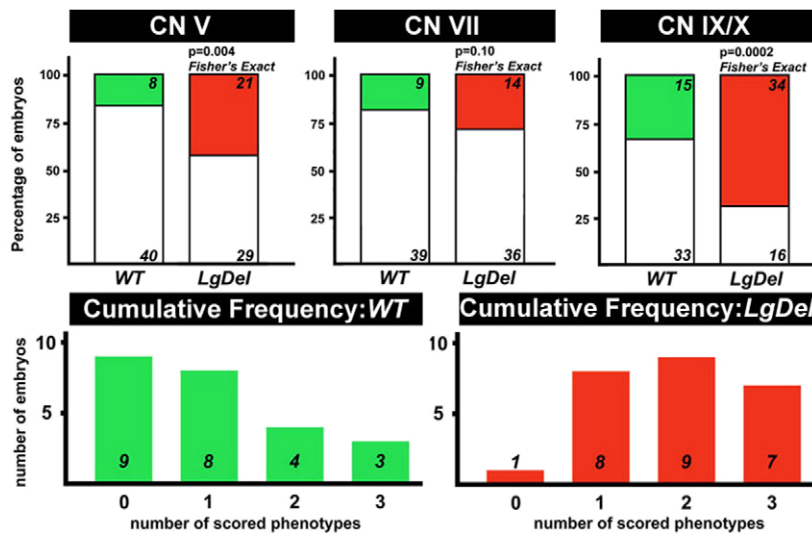 CN V
CN VII
CN IX/X
p=0.004
Fisher's Exact
p=0.10
Fisher's Exact
p=0.0002
Fisher's Exact
Percentage of embryos
100
75
50
25
8
21
40
29
WT
LgDel
100
75
50
25
9
14
39
36
WT
LgDel
100
75
50
25
15
34
33
16
WT
LgDel
Cumulative Frequency:WT
Cumulative Frequency:LgDel
number of embryos
10
5
9
8
4
3
0
1
2
3
number of scored phenotypes
10
5
1
8
9
7
0
1
2
3
number of scored phenotypes